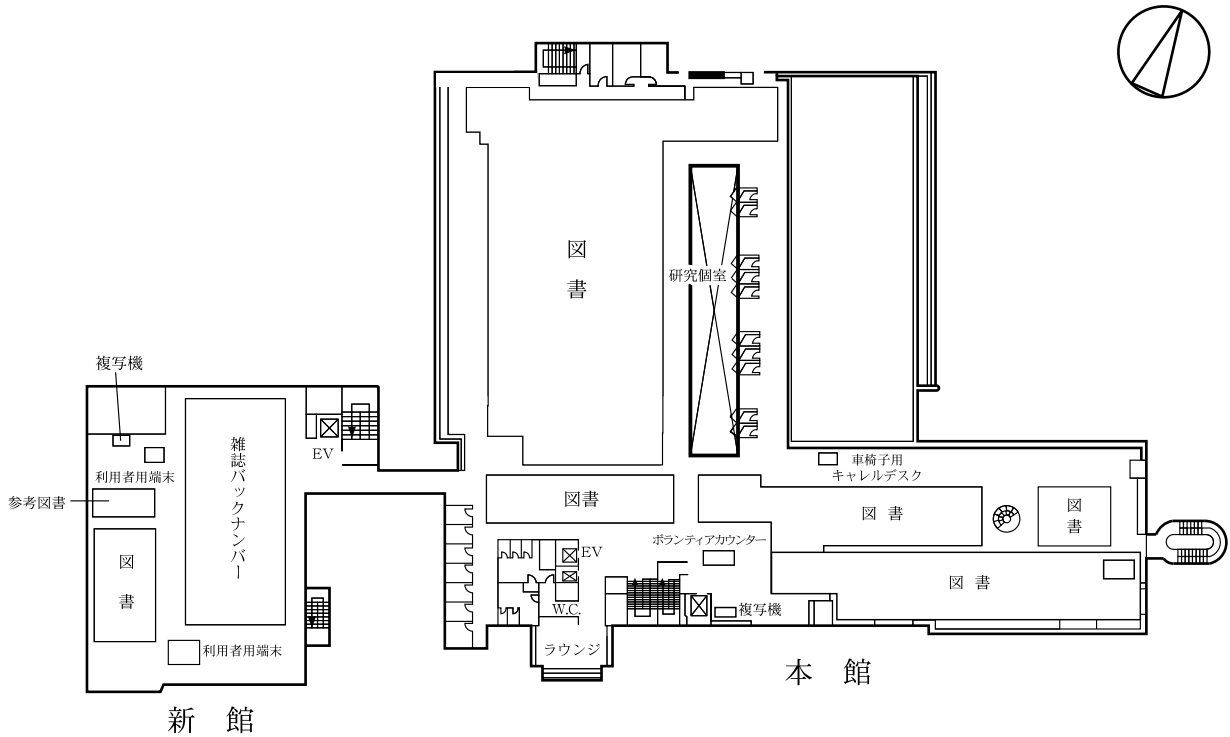 図書
研究個室
複写機
EV
利用者用端末
参考図書
雑誌バックナンバー
図書
利用者用端末
新館
車椅子用
キャレルデスク
図書
図書
図書
図書
ボランティアカウンター
EV
W.C.
複写機
ラウンジ
本館